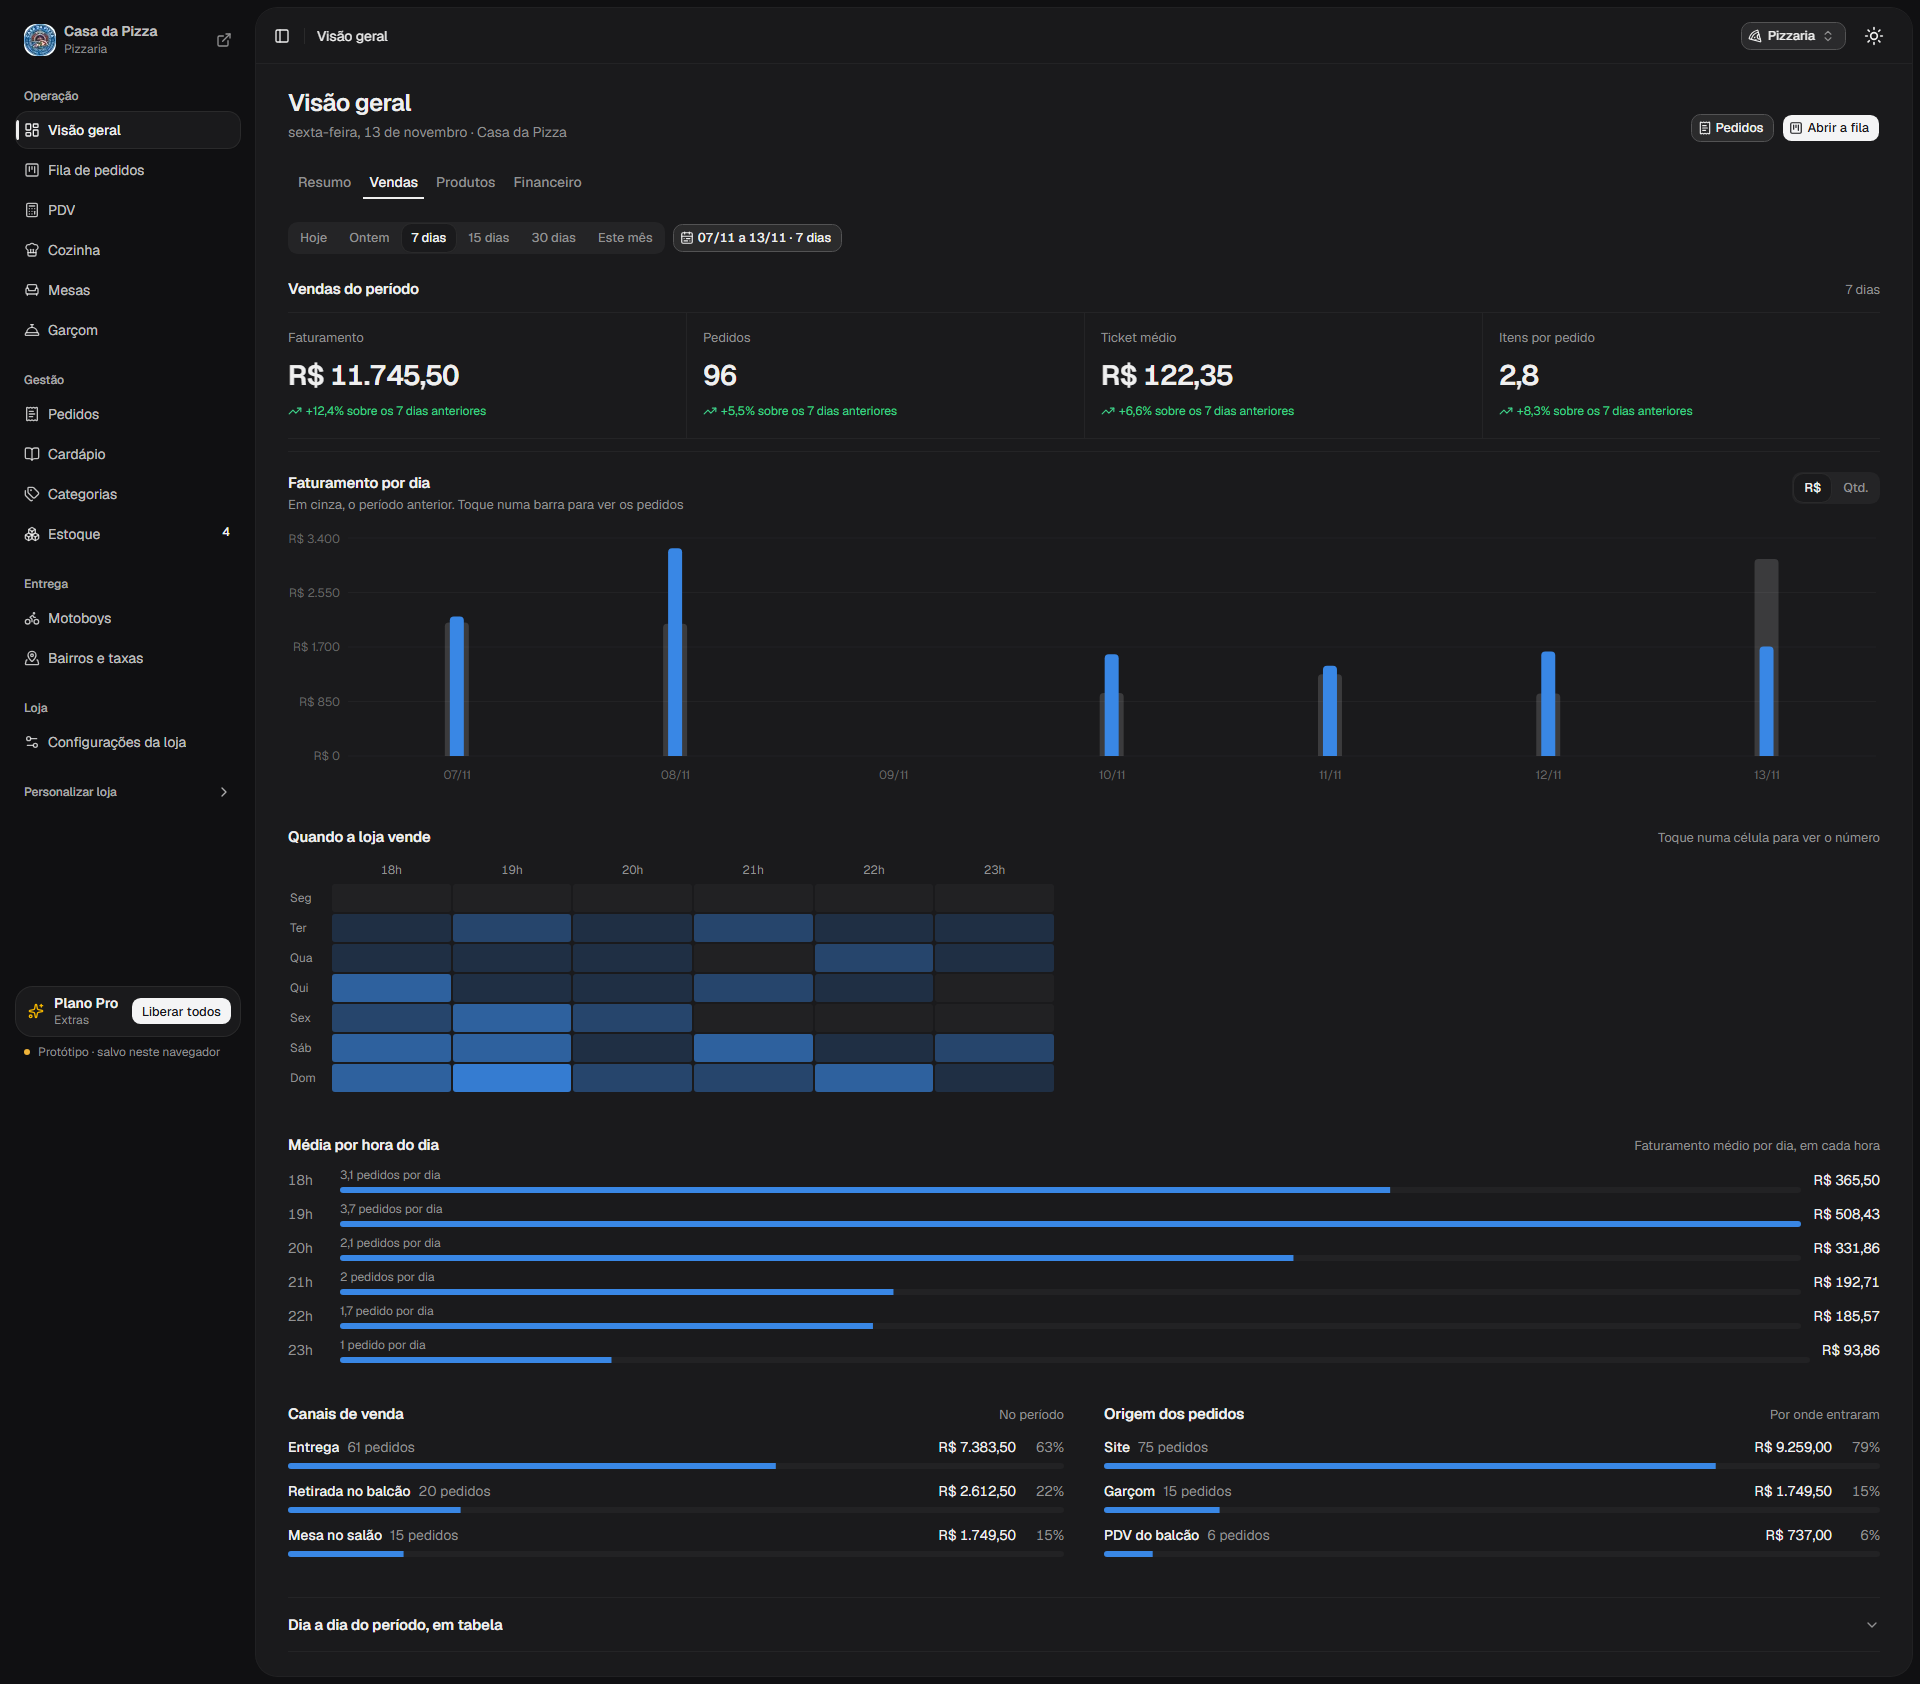 Casa da Pizza
Pizzaria
Operação
Visão geral
Fila de pedidos
PDV
Cozinha
Mesas
Garçom
Gestão
Pedidos
Cardápio
Categorias
Estoque 4
Entrega
Motoboys
Bairros e taxas
Loja
Configurações da loja
Personalizar loja
Plano Pro
Extras
Liberar todos
Protótipo · salvo neste navegador
Visão geral
Pizzaria
Visão geral
sexta-feira, 13 de novembro · Casa da Pizza
Pedidos
Abrir a fila
Resumo Vendas Produtos Financeiro
Hoje Ontem 7 dias 15 dias 30 dias Este mês 07/11 a 13/11 · 7 dias
Vendas do período 7 dias
Faturamento
R$ 11.745,50
+12,4% sobre os 7 dias anteriores
Pedidos
96
+5,5% sobre os 7 dias anteriores
Ticket médio
R$ 122,35
+6,6% sobre os 7 dias anteriores
Itens por pedido
2,8
+8,3% sobre os 7 dias anteriores
Faturamento por dia
Em cinza, o período anterior. Toque numa barra para ver os pedidos
R$ Qtd.
R$ 3.400
R$ 2.550
R$ 1.700
R$ 850
R$ 0
07/11 08/11 09/11 10/11 11/11 12/11 13/11
Quando a loja vende Toque numa célula para ver o número
18h 19h 20h 21h 22h 23h
Seg
Ter
Qua
Qui
Sex
Sáb
Dom
Média por hora do dia Faturamento médio por dia, em cada hora
18h 3,1 pedidos por dia R$ 365,50
19h 3,7 pedidos por dia R$ 508,43
20h 2,1 pedidos por dia R$ 331,86
21h 2 pedidos por dia R$ 192,71
22h 1,7 pedido por dia R$ 185,57
23h 1 pedido por dia R$ 93,86
Canais de venda No período
Entrega 61 pedidos R$ 7.383,50 63%
Retirada no balcão 20 pedidos R$ 2.612,50 22%
Mesa no salão 15 pedidos R$ 1.749,50 15%
Origem dos pedidos Por onde entraram
Site 75 pedidos R$ 9.259,00 79%
Garçom 15 pedidos R$ 1.749,50 15%
PDV do balcão 6 pedidos R$ 737,00 6%
Dia a dia do período, em tabela